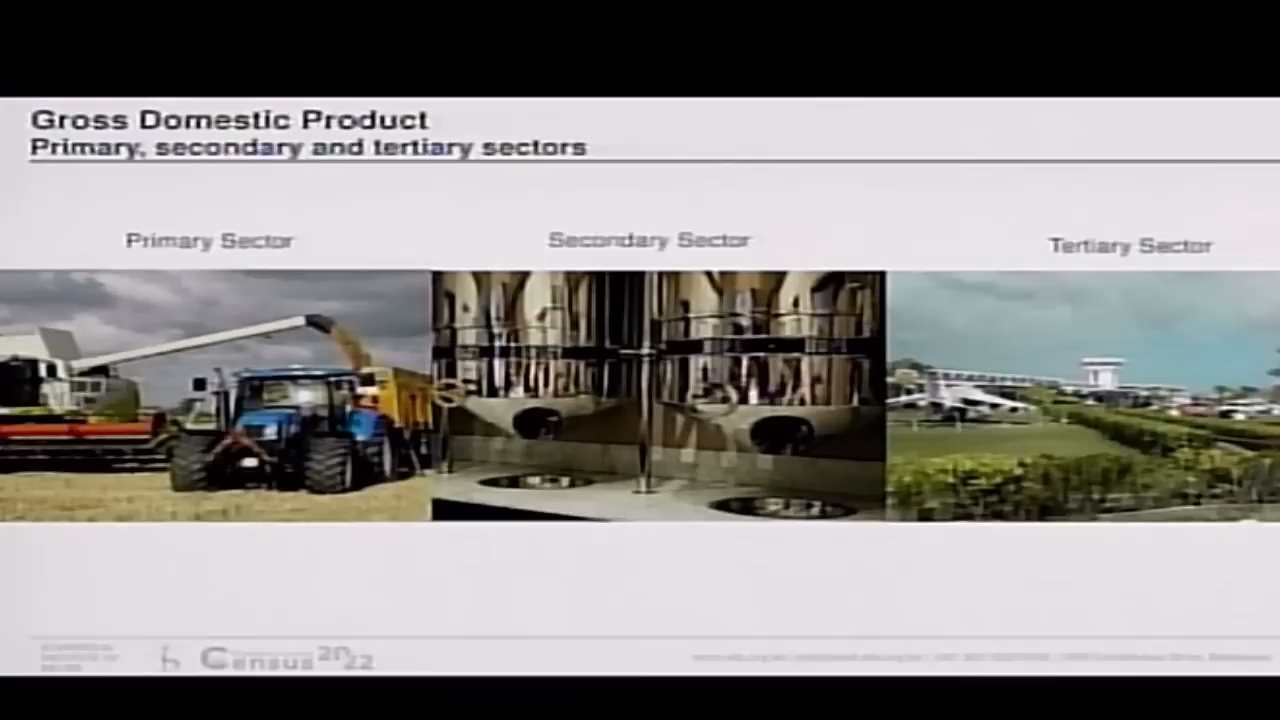 Gross Domestic Product
Primary, secondary and tertiary sectors
Primary Sector
Secondary Sector
Tertiary Sector
Census 2022